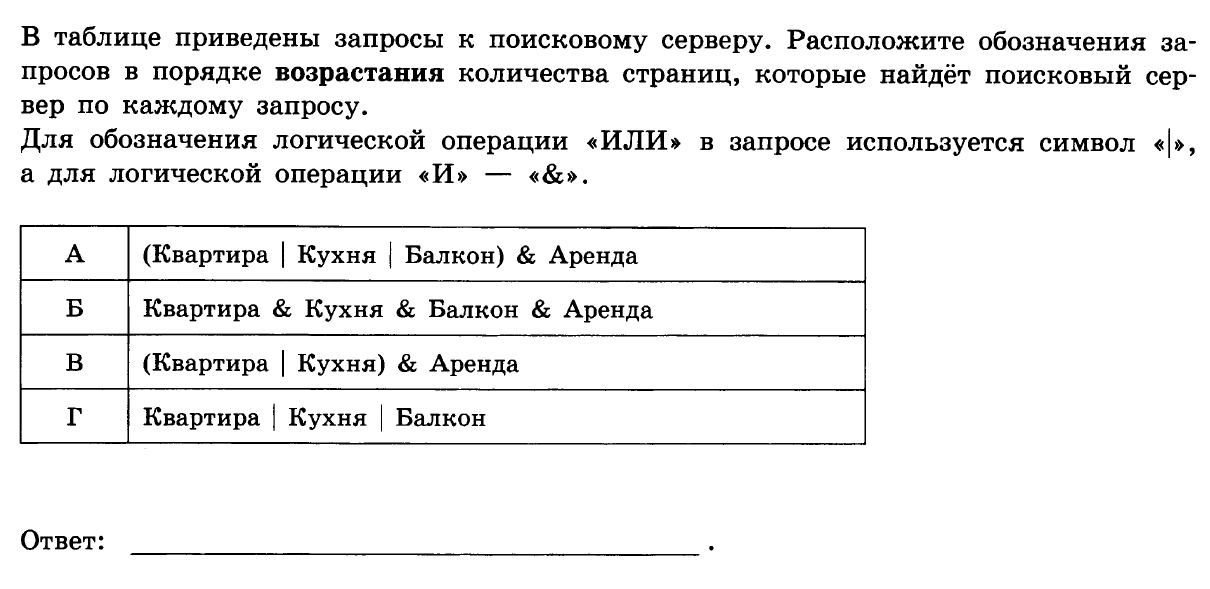 В таблице приведены запросы к поисковому серверу. Расположите обозначения за-
просов в порядке возрастания количества страниц, которые найдёт поисковый сер-
вер по каждому запросу.
Для обозначения логической операции «ИЛИ» в запросе используется символ «|»,
а для логической операции «И» — «&».
А (Квартира | Кухня | Балкон) & Аренда
Б Квартира & Кухня & Балкон & Аренда
В (Квартира | Кухня) & Аренда
Г Квартира | Кухня | Балкон
Ответ: ______________________________ .